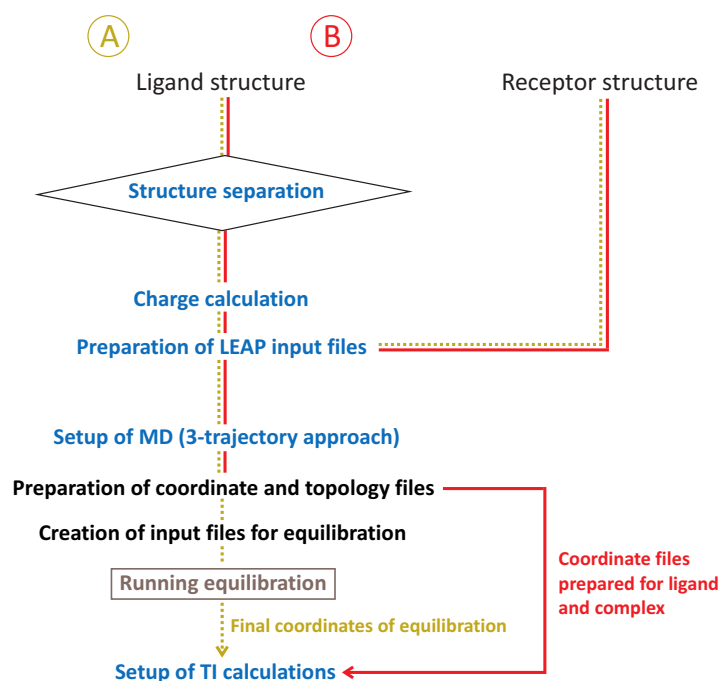 A
B
Ligand structure
Receptor structure
Structure separation
Charge calculation
Preparation of LEAP input files
Setup of MD (3-trajectory approach)
Preparation of coordinate and topology files
Creation of input files for equilibration
Coordinate files
prepared for ligand
and complex
Running equilibration
Final coordinates of equilibration
Setup of TI calculations